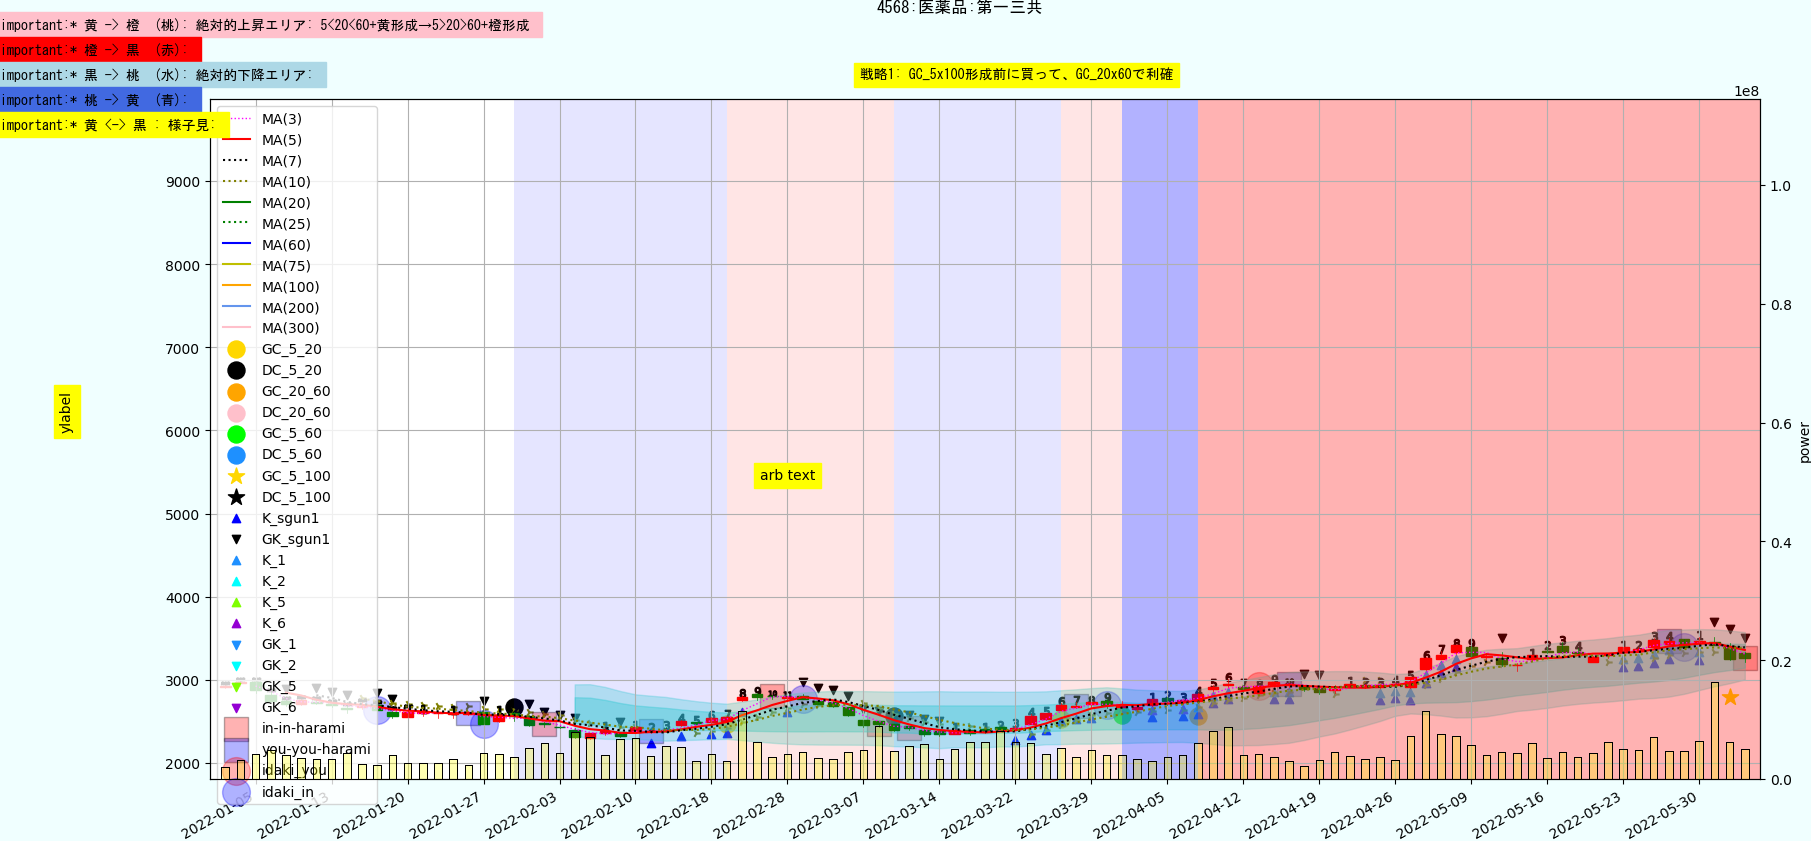 4568:医薬品:第一三共
important:* 黄 -> 橙 (桃): 絶対的上昇エリア: 5<20<60+黄形成→5>20>60+橙形成
important:* 橙 -> 黒 (赤):
important:* 黒 -> 桃 (水): 絶対的下降エリア:
important:* 桃 -> 黄 (青):
important:* 黄 <-> 黒 : 様子見:
戦略1: GC_5x100形成前に買って、GC_20x60で利確
1e8
MA(3)
MA(5)
MA(7)
MA(10)
MA(20)
MA(25)
MA(60)
MA(75)
MA(100)
MA(200)
MA(300)
GC_5_20
DC_5_20
GC_20_60
DC_20_60
GC_5_60
DC_5_60
GC_5_100
DC_5_100
K_sgun1
GK_sgun1
K_1
K_2
K_5
K_6
GK_1
GK_2
GK_5
GK_6
in-in-harami
you-you-harami
idaki_you
idaki_in
9000
8000
7000
6000
5000
4000
3000
2000
ylabel
arb text
1.0
0.8
0.6
0.4
0.2
0.0
power
2022-01-05
2022-01-13
2022-01-20
2022-01-27
2022-02-03
2022-02-10
2022-02-18
2022-02-28
2022-03-07
2022-03-14
2022-03-22
2022-03-29
2022-04-05
2022-04-12
2022-04-19
2022-04-26
2022-05-09
2022-05-16
2022-05-23
2022-05-30